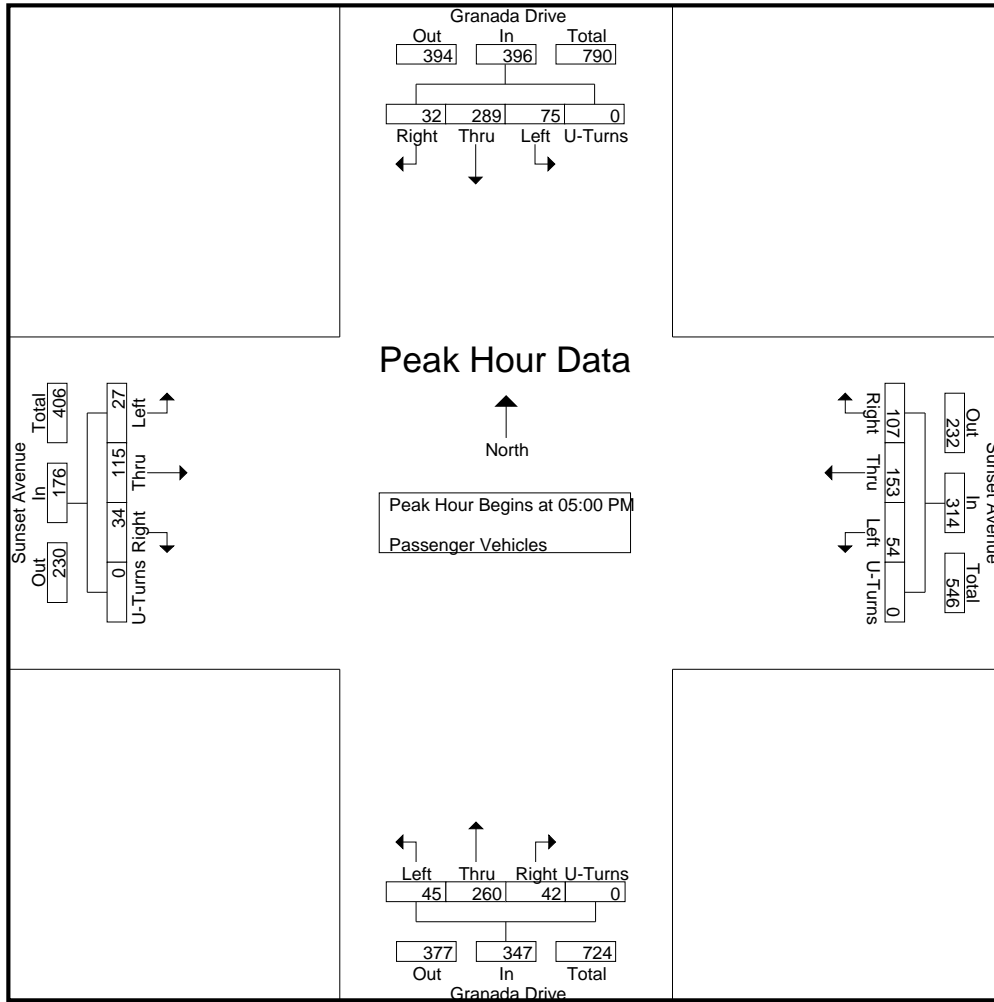 Granada Drive
Out In Total
394 396 790
32 289 75 0
Right Thru Left U-Turns
Peak Hour Data
North
Peak Hour Begins at 05:00 PM
Passenger Vehicles
Sunset Avenue
Total In Out
406 176 230
27 115 34 0
Left Thru Right U-Turns
Sunset Avenue
Out In Total
232 314 546
107 153 54 0
Right Thru Left U-Turns
Left Thru Right U-Turns
45 260 42 0
377 347 724
Out In Total
Granada Drive